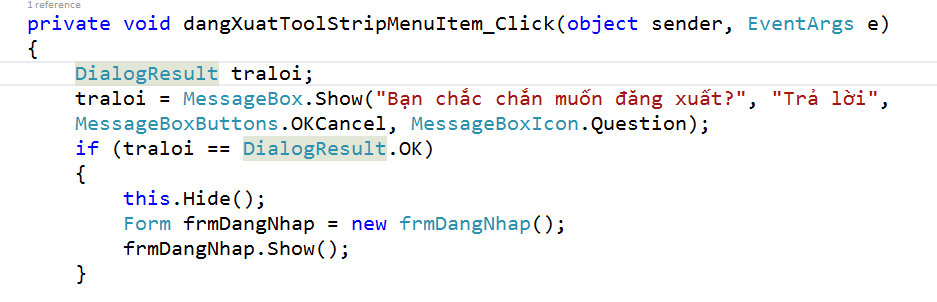 1 reference
private void dangXuatToolStripMenuItem_Click(object sender, EventArgs e)
{
    DialogResult traloi;
    traloi = MessageBox.Show("Bạn chắc chắn muốn đăng xuất?", "Trả lời",
    MessageBoxButtons.OKCancel, MessageBoxIcon.Question);
    if (traloi == DialogResult.OK)
    {
        this.Hide();
        Form frmDangNhap = new frmDangNhap();
        frmDangNhap.Show();
    }